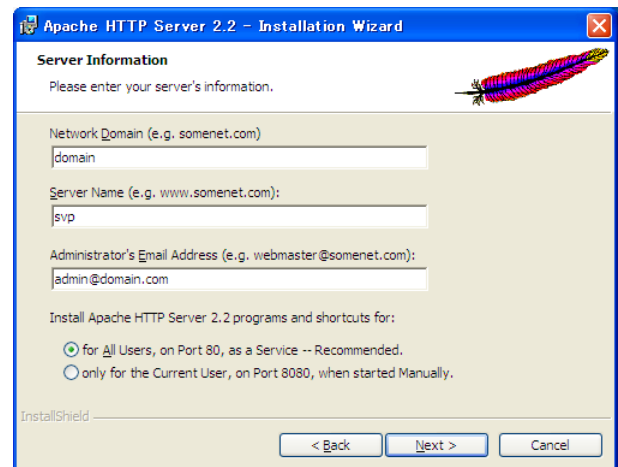 Apache HTTP Server 2.2 - Installation Wizard
Server Information
Please enter your server's information.
Network Domain (e.g. somenet.com)
domain
Server Name (e.g. www.somenet.com):
svp
Administrator's Email Address (e.g. webmaster@somenet.com):
admin@domain.com
Install Apache HTTP Server 2.2 programs and shortcuts for:
for All Users, on Port 80, as a Service -- Recommended.
only for the Current User, on Port 8080, when started Manually.
InstallShield
< Back Next > Cancel